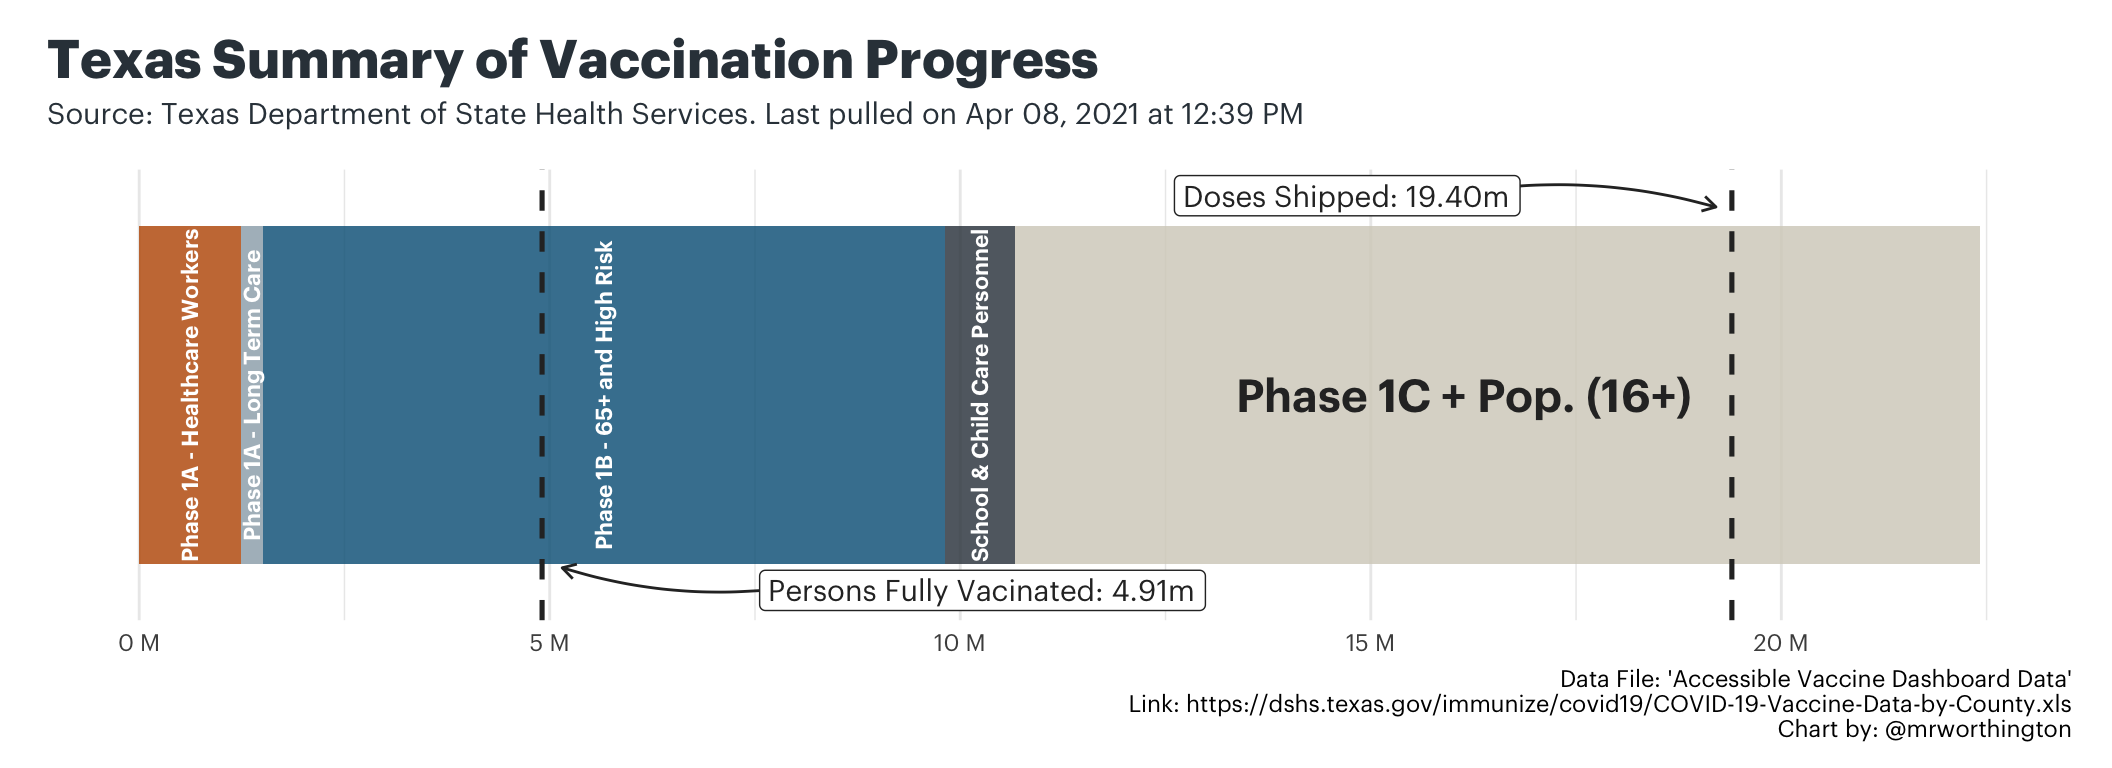 Texas Summary of Vaccination Progress
Source: Texas Department of State Health Services. Last pulled on Apr 08, 2021 at 12:39 PM
Doses Shipped: 19.40m
Phase 1A - Healthcare Workers
Phase 1A - Long Term Care
Phase 1B - 65+ and High Risk
School & Child Care Personnel
Phase 1C + Pop. (16+)
Persons Fully Vacinated: 4.91m
0 M
5 M
10 M
15 M
20 M
Data File: 'Accessible Vaccine Dashboard Data'
Link: https://dshs.texas.gov/immunize/covid19/COVID-19-Vaccine-Data-by-County.xls
Chart by: @mrworthington